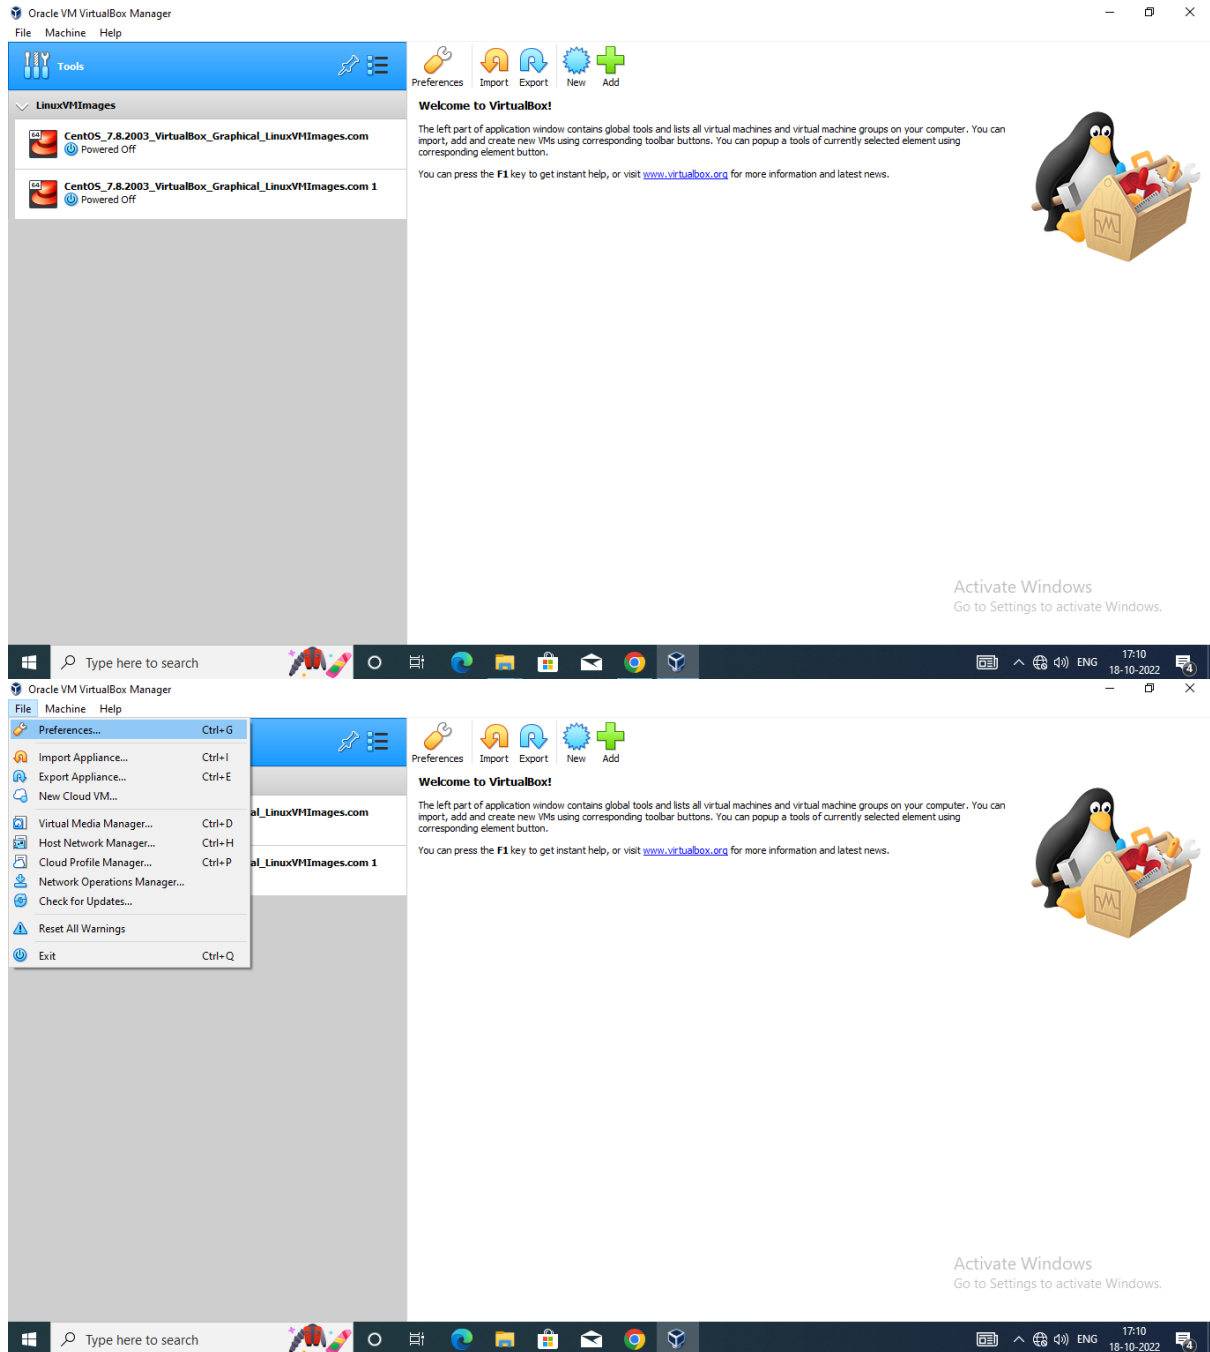 Oracle VM VirtualBox Manager
File Machine Help
Tools
Preferences Import Export New Add
LinuxVMImages
64 CentOS_7.8.2003_VirtualBox_Graphical_LinuxVMImages.com
Powered Off
64 CentOS_7.8.2003_VirtualBox_Graphical_LinuxVMImages.com 1
Powered Off
Welcome to VirtualBox!
The left part of application window contains global tools and lists all virtual machines and virtual machine groups on your computer. You can
import, add and create new VMs using corresponding toolbar buttons. You can popup a tools of currently selected element using
corresponding element button.
You can press the F1 key to get instant help, or visit www.virtualbox.org for more information and latest news.
Activate Windows
Go to Settings to activate Windows.
Type here to search
ENG
17:10
18-10-2022
4
Oracle VM VirtualBox Manager
File Machine Help
Preferences... Ctrl+G
Import Appliance... Ctrl+I
Export Appliance... Ctrl+E
New Cloud VM...
Virtual Media Manager... Ctrl+D
Host Network Manager... Ctrl+H
Cloud Profile Manager... Ctrl+P
Network Operations Manager...
Check for Updates...
Reset All Warnings
Exit Ctrl+Q
al_LinuxVMImages.com
al_LinuxVMImages.com 1
Preferences Import Export New Add
Welcome to VirtualBox!
The left part of application window contains global tools and lists all virtual machines and virtual machine groups on your computer. You can
import, add and create new VMs using corresponding toolbar buttons. You can popup a tools of currently selected element using
corresponding element button.
You can press the F1 key to get instant help, or visit www.virtualbox.org for more information and latest news.
Activate Windows
Go to Settings to activate Windows.
Type here to search
ENG
17:10
18-10-2022
4